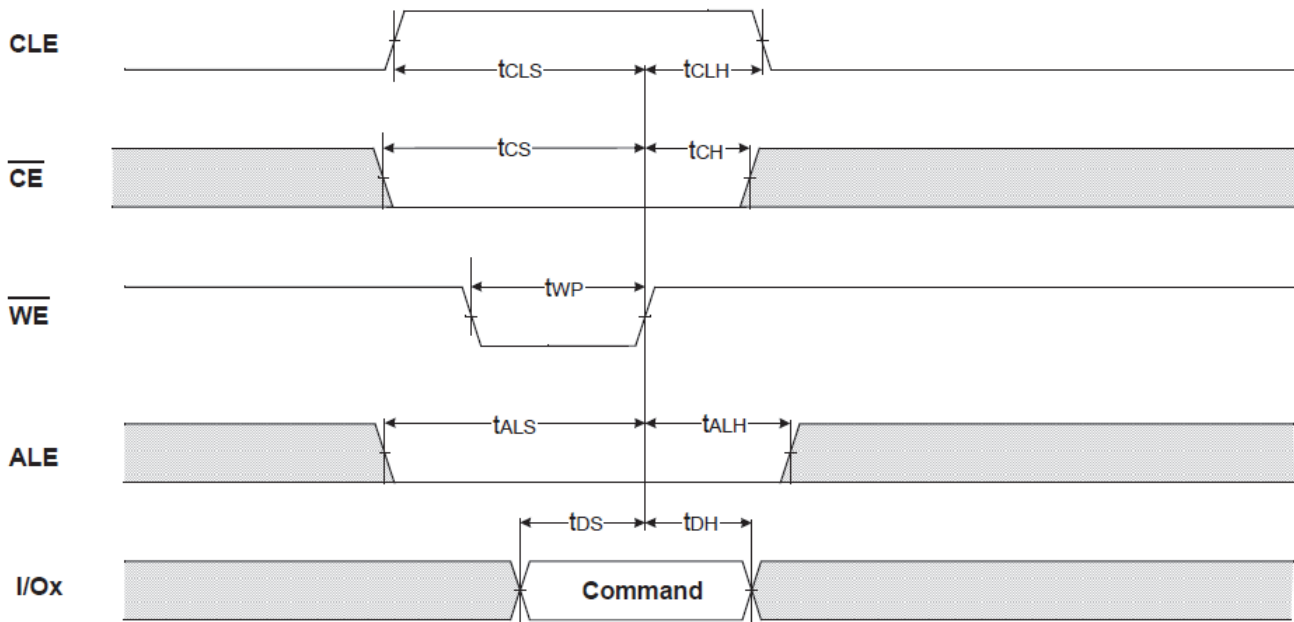 CLE
tCLS tCLH
CE
tCS tCH
WE
tWP
ALE
tALS tALH
I/Ox
tDS tDH
Command